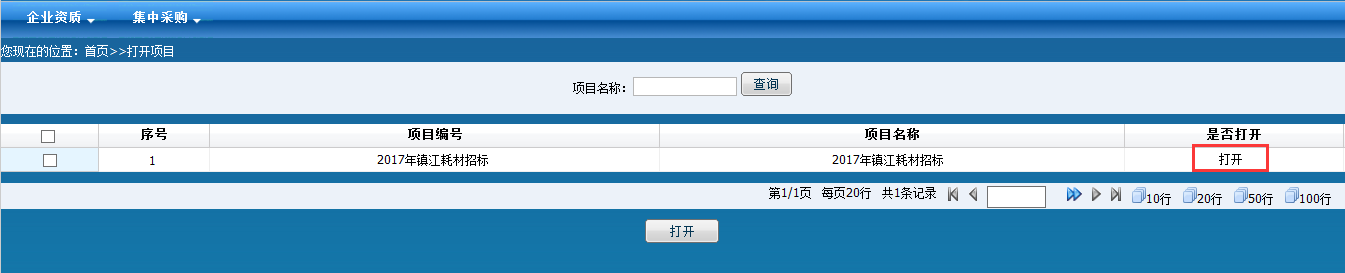 企业资质 集中采购
您现在的位置：首页>>打开项目
项目名称： 查询
序号 项目编号 项目名称 是否打开
1 2017年镇江耗材招标 2017年镇江耗材招标 打开
第1/1页 每页20行 共1条记录 10行 20行 50行 100行
打开